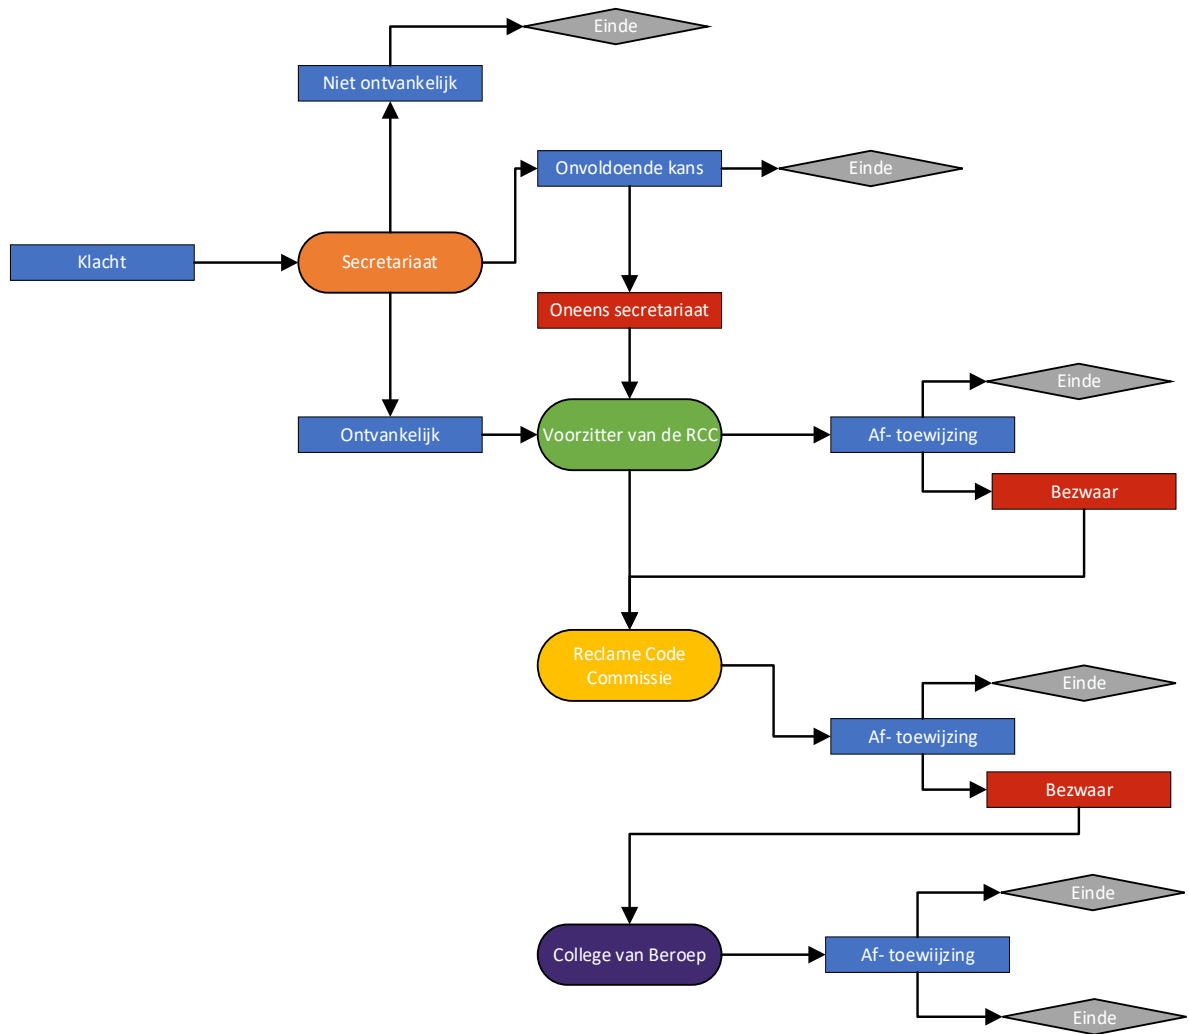 Einde
Niet ontvankelijk
Onvoldoende kans
Einde
Klacht
Secretariaat
Oneens secretariaat
Einde
Ontvankelijk
Voorzitter van de RCC
Af- toewijzing
Bezwaar
Reclame Code
Commissie
Einde
Af- toewijzing
Bezwaar
Einde
College van Beroep
Af- toewiijzing
Einde